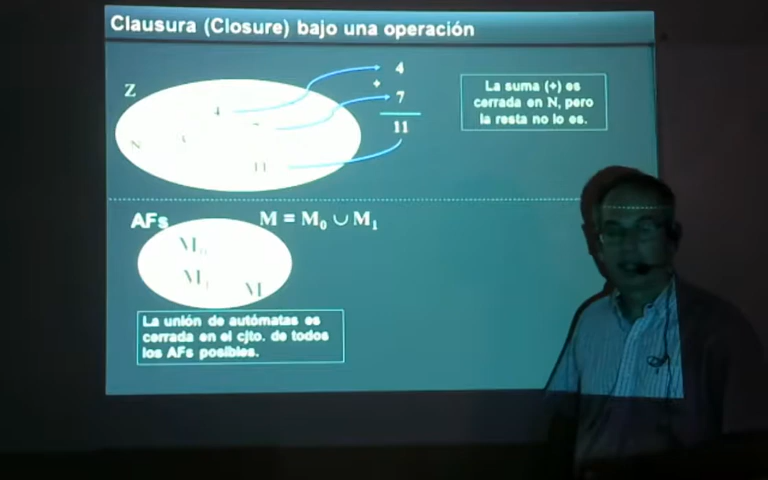 Clausura (Closure) bajo una operación
Z
4
+
7
11
4
7
N
11
La suma (+) es
cerrada en N, pero
la resta no lo es.
AFs
M = M₀ ∪ M₁
M₀
M₁
M
La unión de autómatas es
cerrada en el cjto. de todos
los AFs posibles.